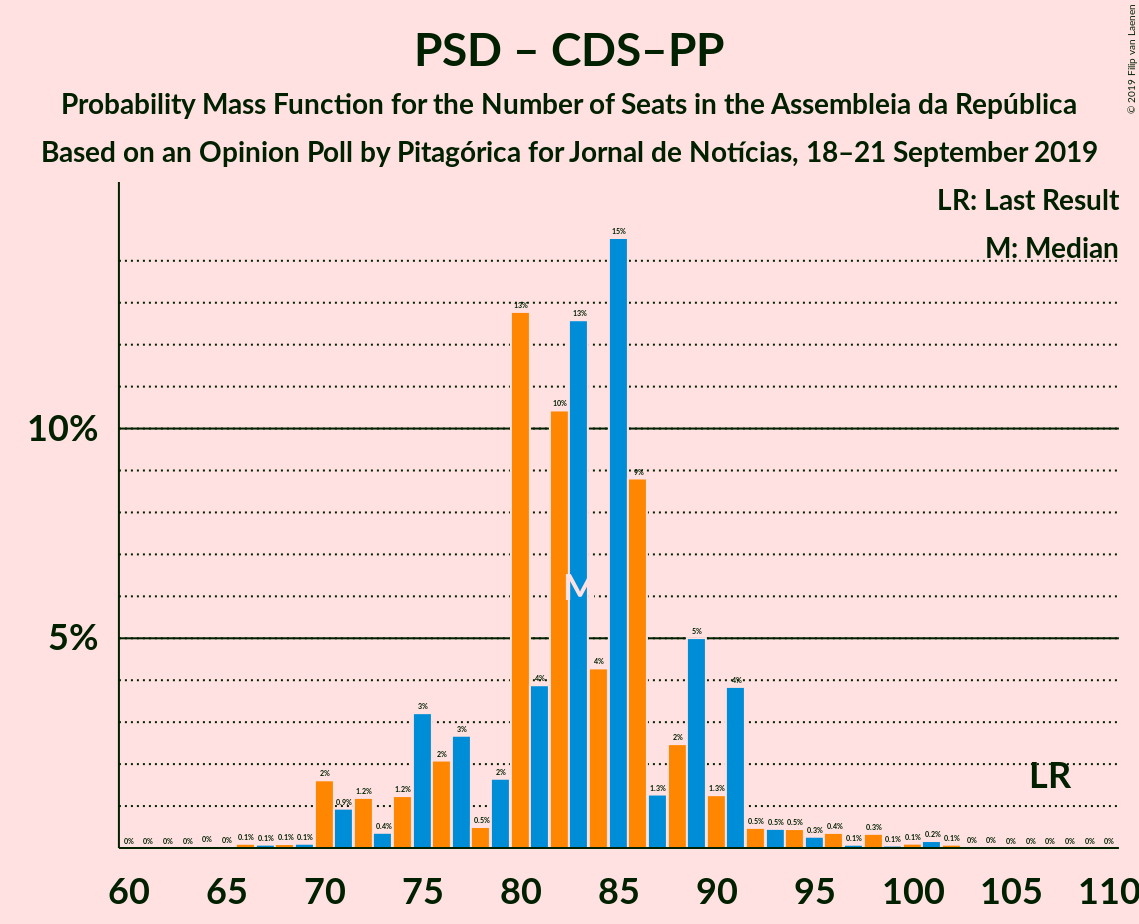 PSD – CDS–PP
Probability Mass Function for the Number of Seats in the Assembleia da República
Based on an Opinion Poll by Pitagórica for Jornal de Notícias, 18–21 September 2019
© 2019 Filip van Laenen
LR: Last Result
M: Median
10%
5%
0% 0% 0% 0% 0% 0% 0.1% 0.1% 0.1% 0.1% 2% 0.9% 1.2% 0.4% 1.2% 3% 2% 3% 0.5% 2% 13% 4% 10% 13% 4% 15% 9% 1.3% 2% 5% 1.3% 4% 0.5% 0.5% 0.5% 0.3% 0.4% 0.1% 0.3% 0.1% 0.1% 0.2% 0.1% 0% 0% 0% 0% 0% 0% 0% 0%
M
LR
60 65 70 75 80 85 90 95 100 105 110